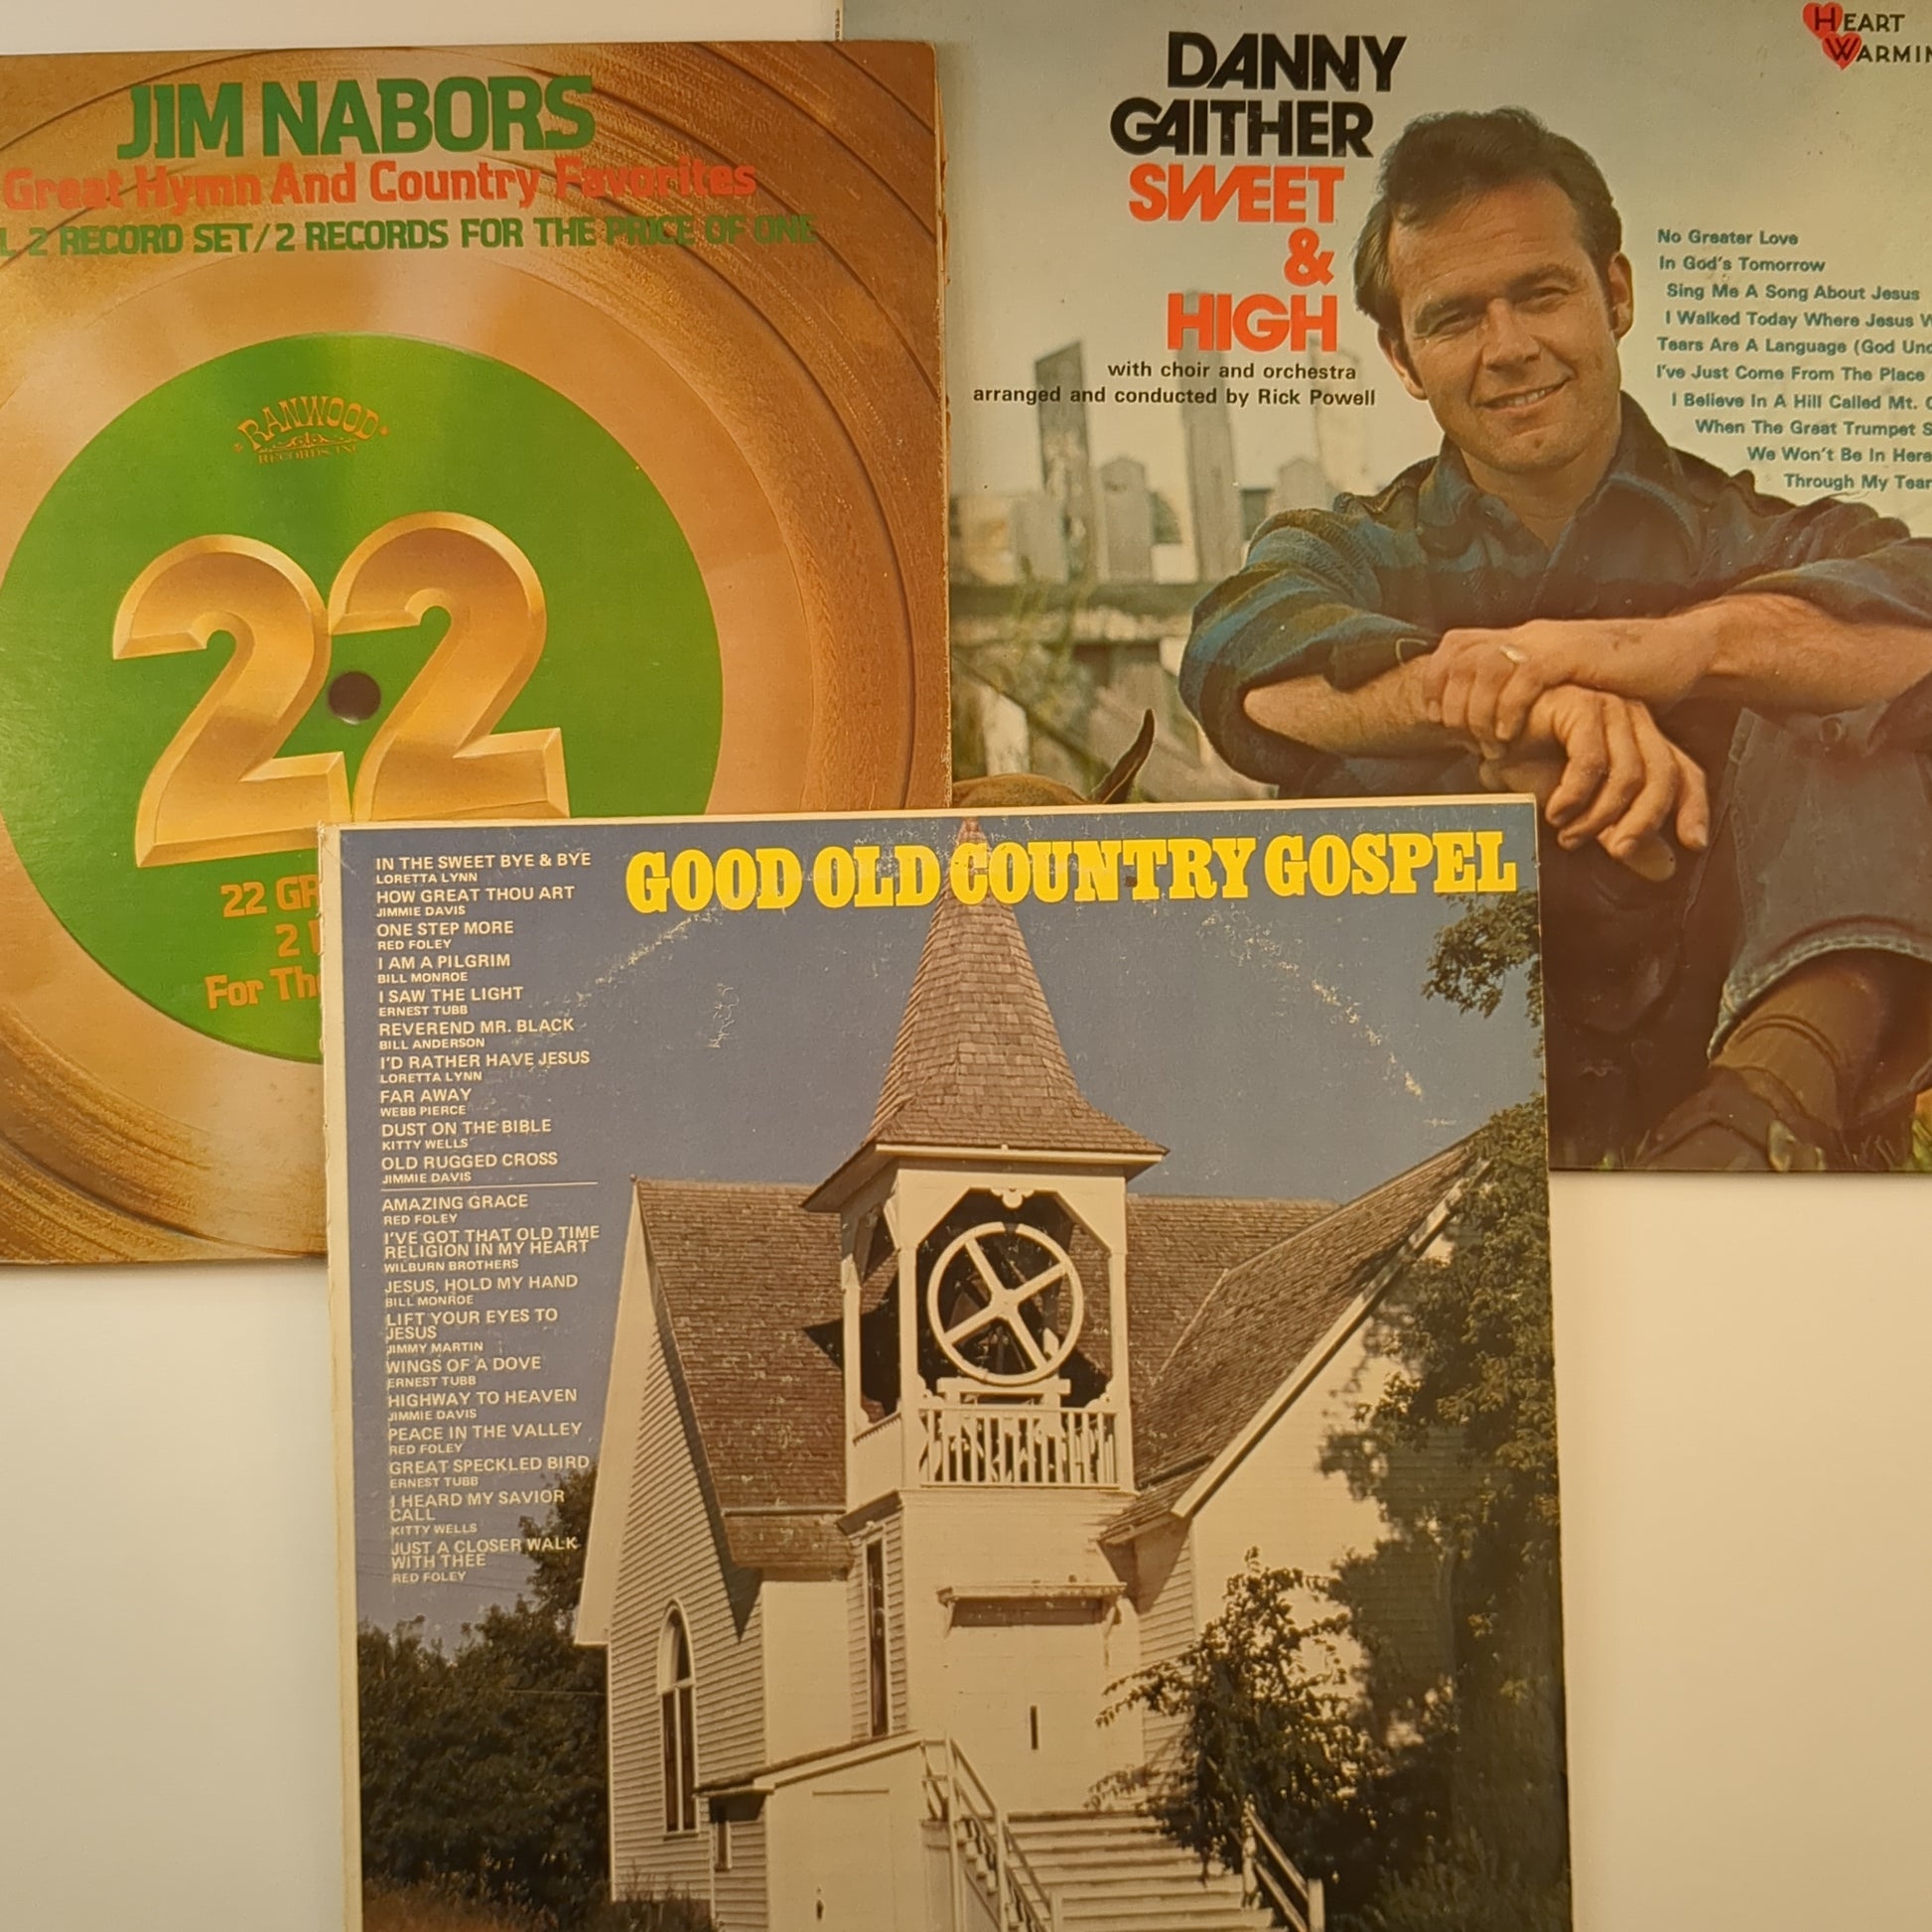 JIM NABORS
Great Hymn And Country Favorites
2 RECORD SET/2 RECORDS FOR THE PRICE OF ONE
RANWOOD
RECORDS, INC.
22
22
2
For
DANNY
GAITHER
SWEET
&
HIGH
with choir and orchestra
arranged and conducted by Rick Powell
HEART
No Greater Love
In God's Tomorrow
Sing Me A Song About Jesus
I Walked Today Where Jesus
Tears Are A Language (God
I've Just Come From The Place
I Believe In A Hill Called Mt.
When The Great Trumpet
We Won't Be In Here
Through My
GOOD OLD COUNTRY GOSPEL
IN THE SWEET BYE & BYE
LORETTA LYNN
HOW GREAT THOU ART
JIMMIE DAVIS
ONE STEP MORE
RED FOLEY
I AM A PILGRIM
BILL MONROE
I SAW THE LIGHT
ERNEST TUBB
REVEREND MR. BLACK
BILL ANDERSON
I'D RATHER HAVE JESUS
LORETTA LYNN
FAR AWAY
WEBB PIERCE
DUST ON THE BIBLE
KITTY WELLS
OLD RUGGED CROSS
JIMMIE DAVIS
AMAZING GRACE
RED FOLEY
I'VE GOT THAT OLD TIME
RELIGION IN MY HEART
WILBURN BROTHERS
JESUS, HOLD MY HAND
BILL MONROE
LIFT YOUR EYES TO
JESUS
JIMMY MARTIN
WINGS OF A DOVE
ERNEST TUBB
HIGHWAY TO HEAVEN
JIMMIE DAVIS
PEACE IN THE VALLEY
RED FOLEY
GREAT SPECKLED BIRD
ERNEST TUBB
I HEARD MY SAVIOR
CALL
KITTY WELLS
JUST A CLOSER WALK
WITH THEE
RED FOLEY